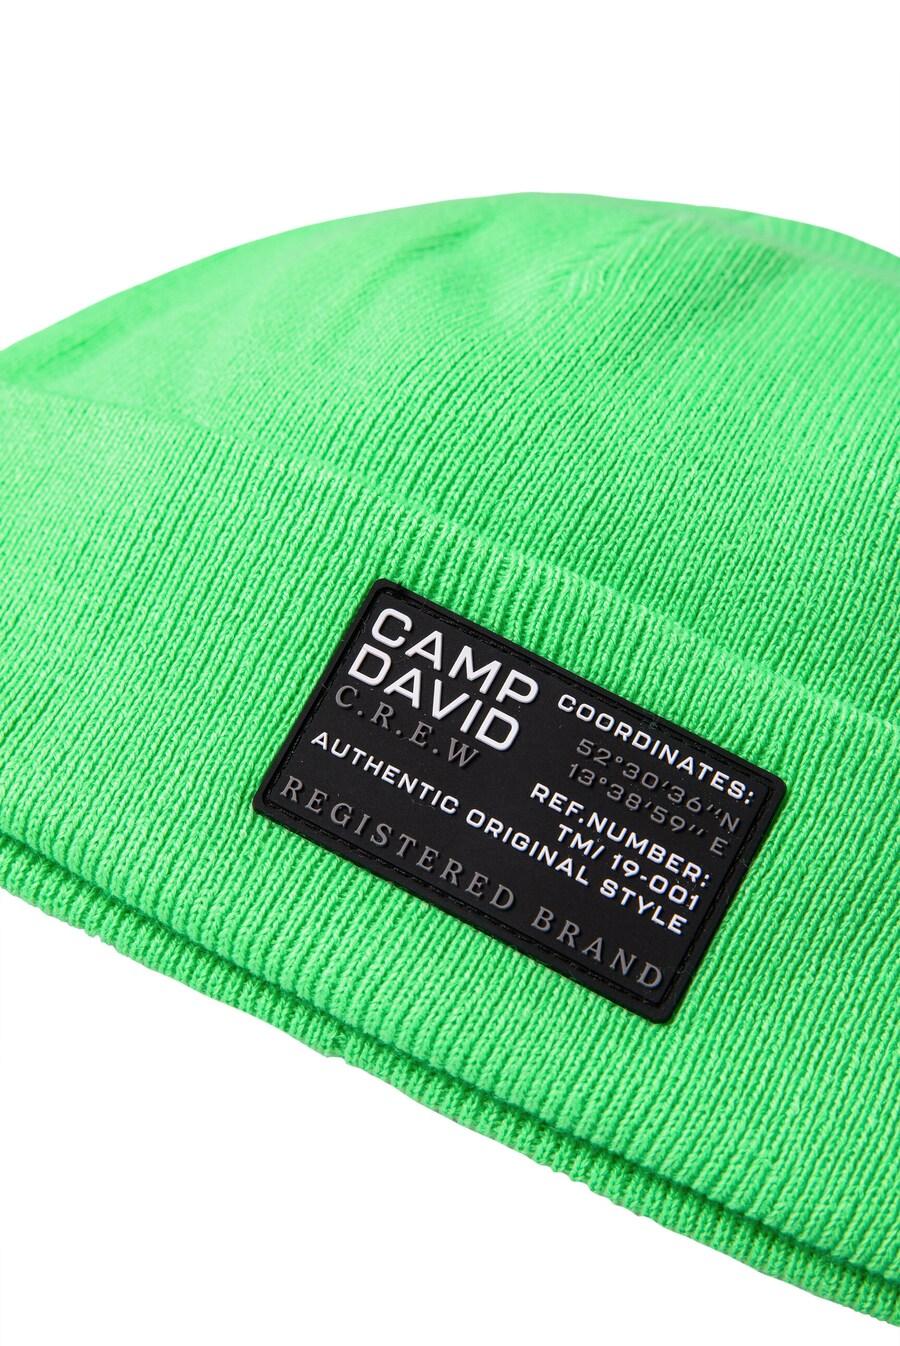 CAMP
DAVID
C.R.E.W
COORDINATES:
52°30'36''N
13°38'59'' E
REF.NUMBER:
TM/ 19-001
AUTHENTIC ORIGINAL STYLE
REGISTERED BRAND